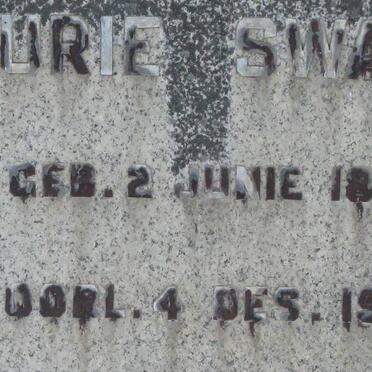 URIE SWA
GEB. 2 JUNIE 18
OORL. 4 DES. 19